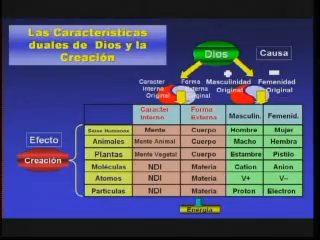 Las Características
duales de Dios y la
Creación
Dios
Causa
Caracter Interno Original
Forma Externa Original
Masculinidad Original
Femenidad Original
Efecto
Creación
Caracter Interno
Forma Externa
Masculin.
Femenid.
Seres Humanos Mente Cuerpo Hombre Mujer
Animales Mente Animal Cuerpo Macho Hembra
Plantas Mente Vegetal Cuerpo Estambre Pistilo
Moléculas NDI Materia Cation Anion
Atomos NDI Materia V+ V-
Particulas NDI Materia Proton Electron
Energia